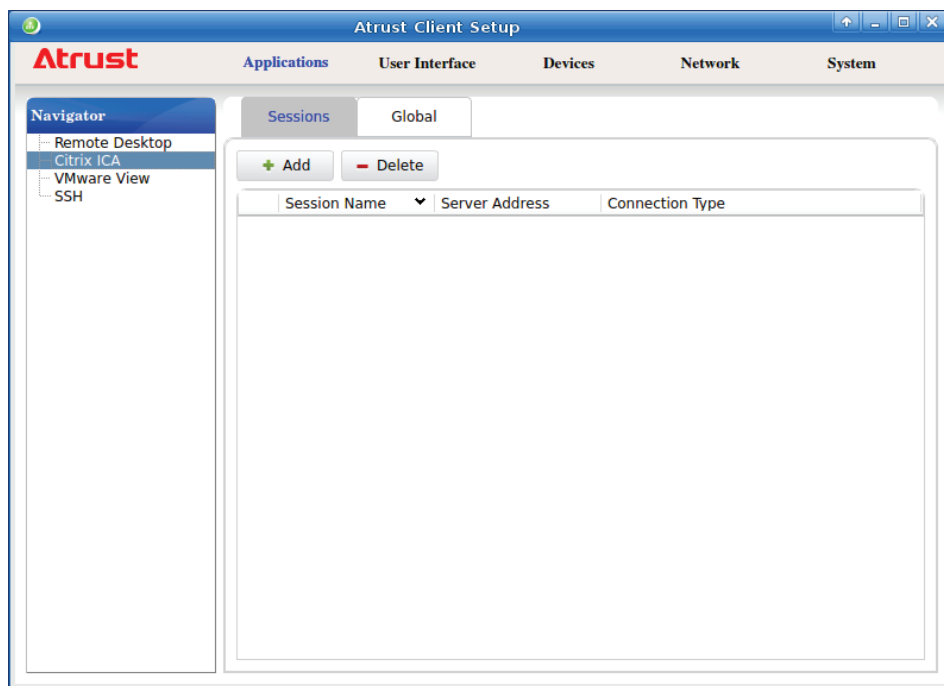 Atrust Client Setup
Atrust Applications User Interface Devices Network System
Navigator
Remote Desktop
Citrix ICA
VMware View
SSH
Sessions Global
Add Delete
Session Name Server Address Connection Type